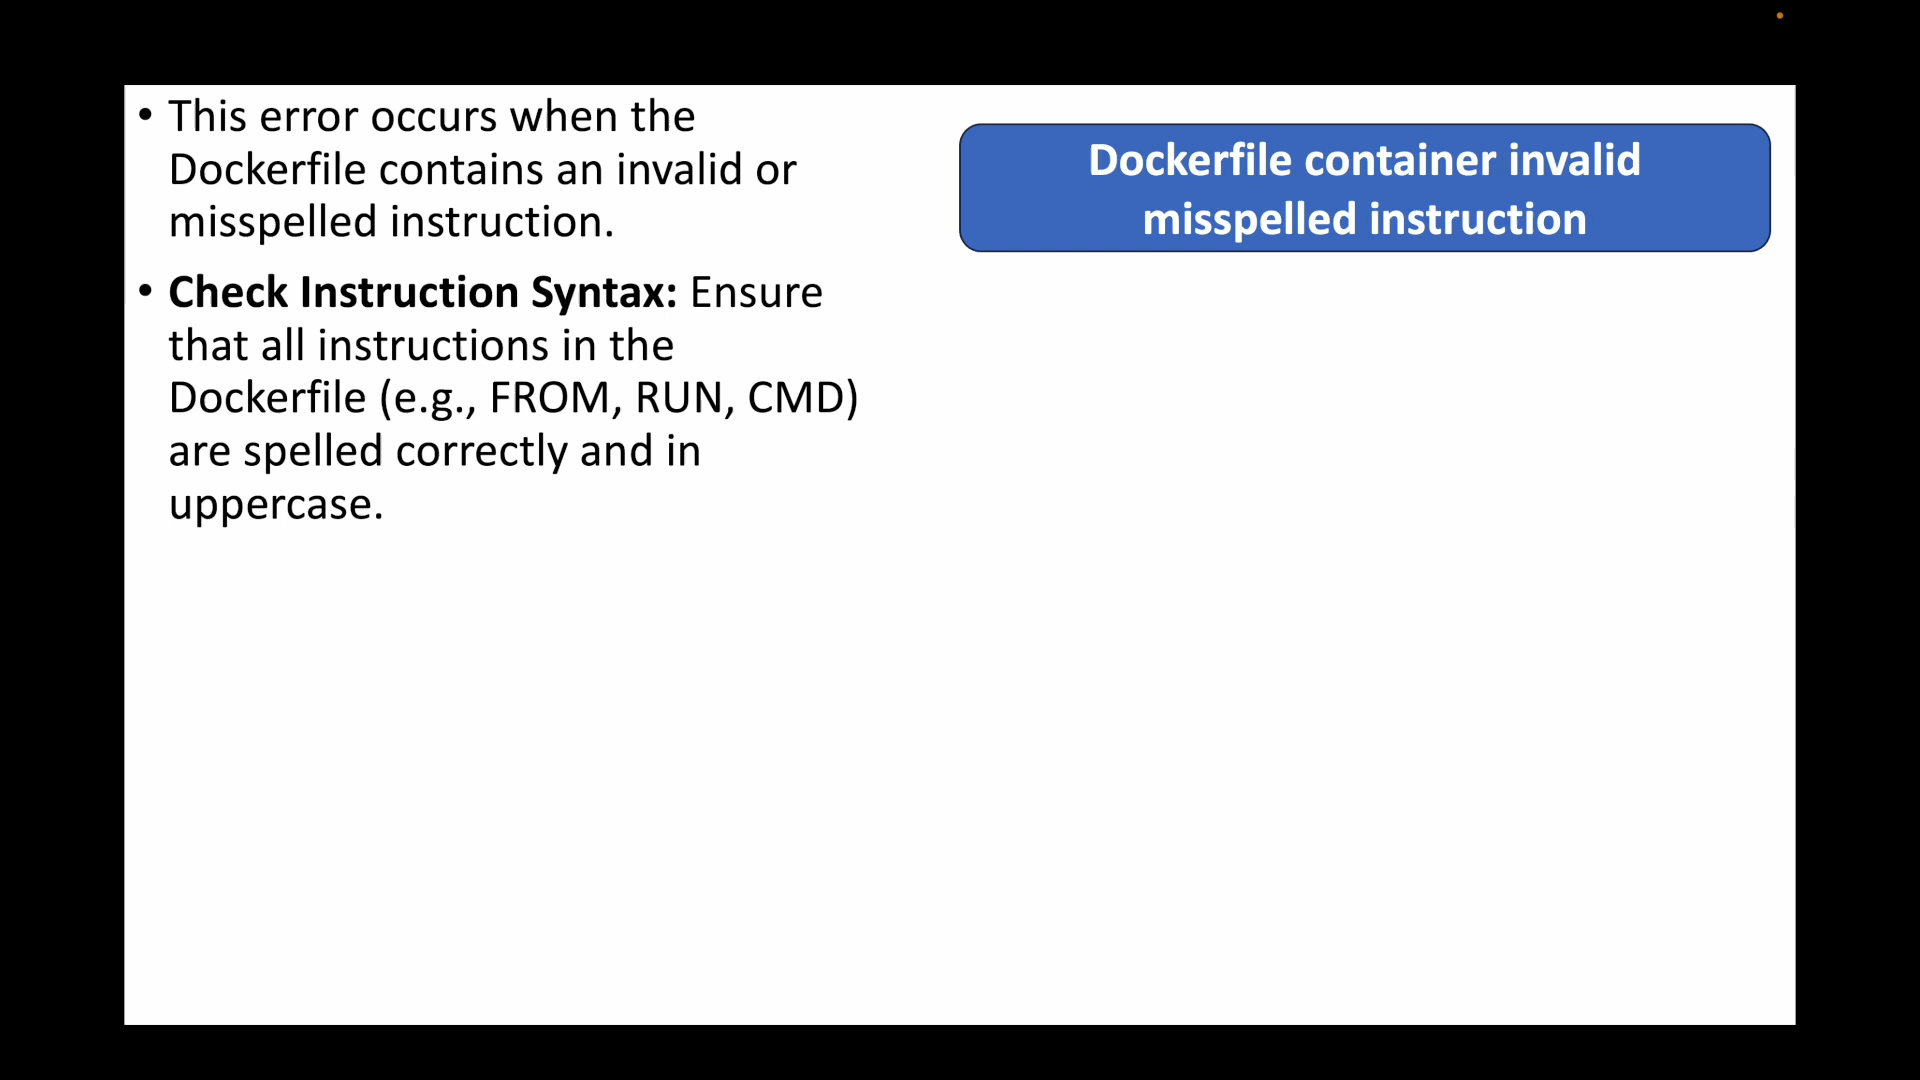 • This error occurs when the
Dockerfile contains an invalid or
misspelled instruction.
• Check Instruction Syntax: Ensure
that all instructions in the
Dockerfile (e.g., FROM, RUN, CMD)
are spelled correctly and in
uppercase.
Dockerfile container invalid
misspelled instruction